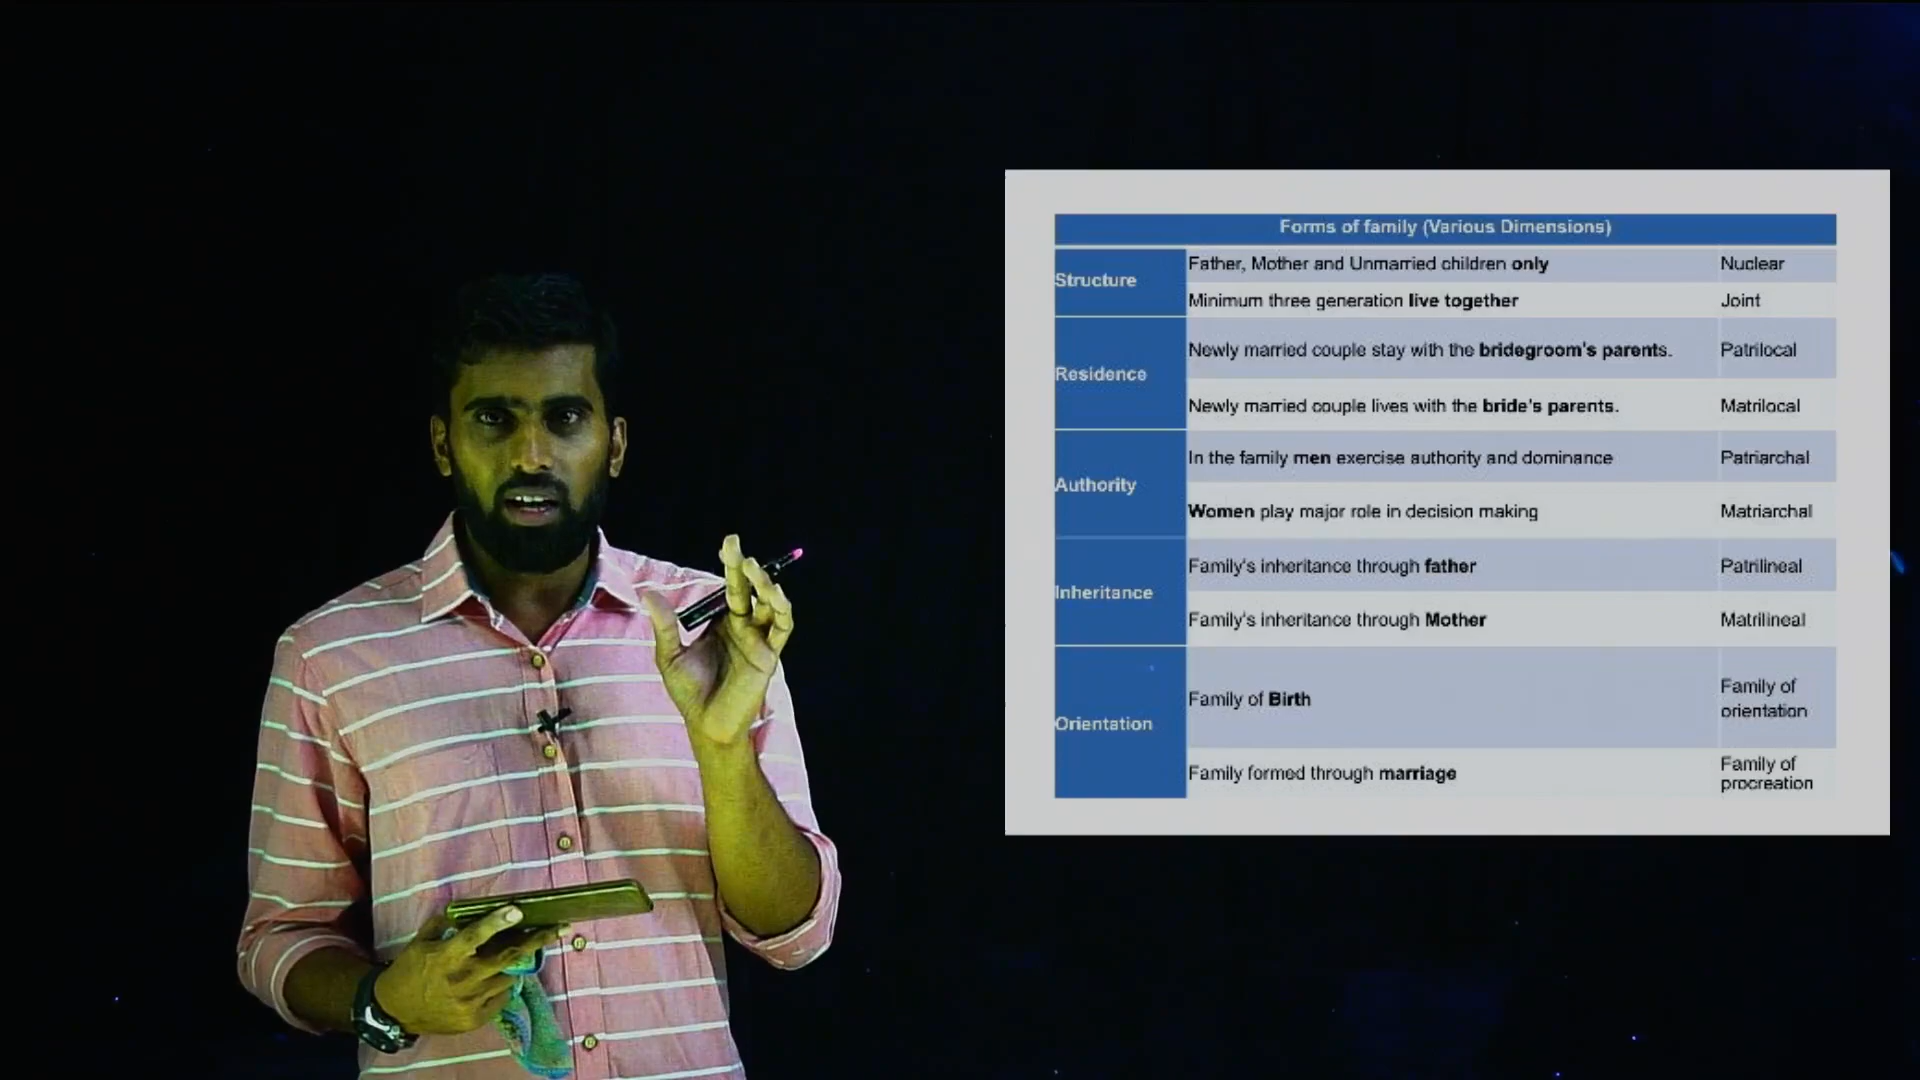 Forms of family (Various Dimensions)
Structure
Father, Mother and Unmarried children only
Nuclear
Minimum three generation live together
Joint
Residence
Newly married couple stay with the bridegroom's parents.
Patrilocal
Newly married couple lives with the bride's parents.
Matrilocal
Authority
In the family men exercise authority and dominance
Patriarchal
Women play major role in decision making
Matriarchal
Inheritance
Family's inheritance through father
Patrilineal
Family's inheritance through Mother
Matrilineal
Orientation
Family of Birth
Family of
orientation
Family formed through marriage
Family of
procreation